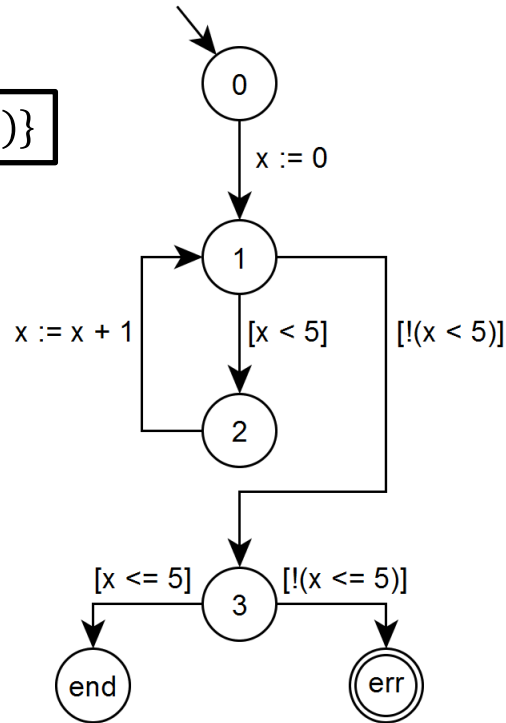 0
)}
x := 0
1
x := x + 1
[x < 5]
[!(x < 5)]
2
[x <= 5]
[!(x <= 5)]
3
end
err